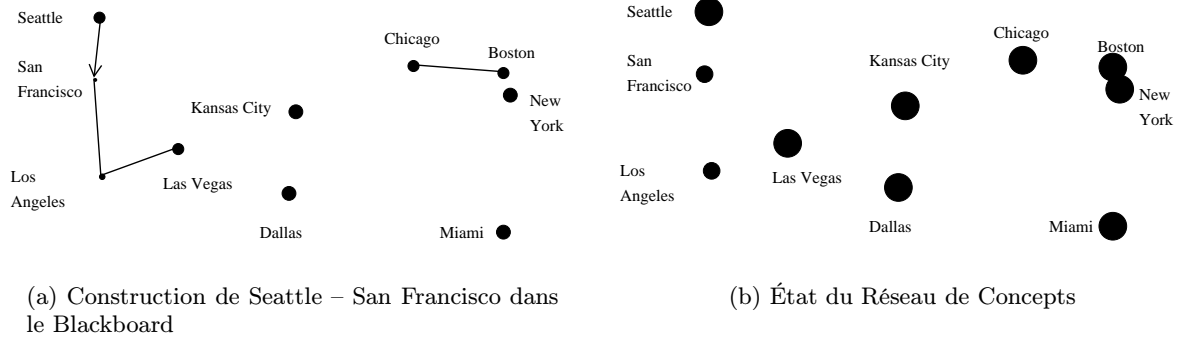 Seattle
San
Francisco
Los
Angeles
Kansas City
Las Vegas
Dallas
Chicago
Boston
New
York
Miami
(a) Construction de Seattle – San Francisco dans
le Blackboard
Seattle
San
Francisco
Los
Angeles
Kansas City
Las Vegas
Dallas
Chicago
Boston
New
York
Miami
(b) État du Réseau de Concepts